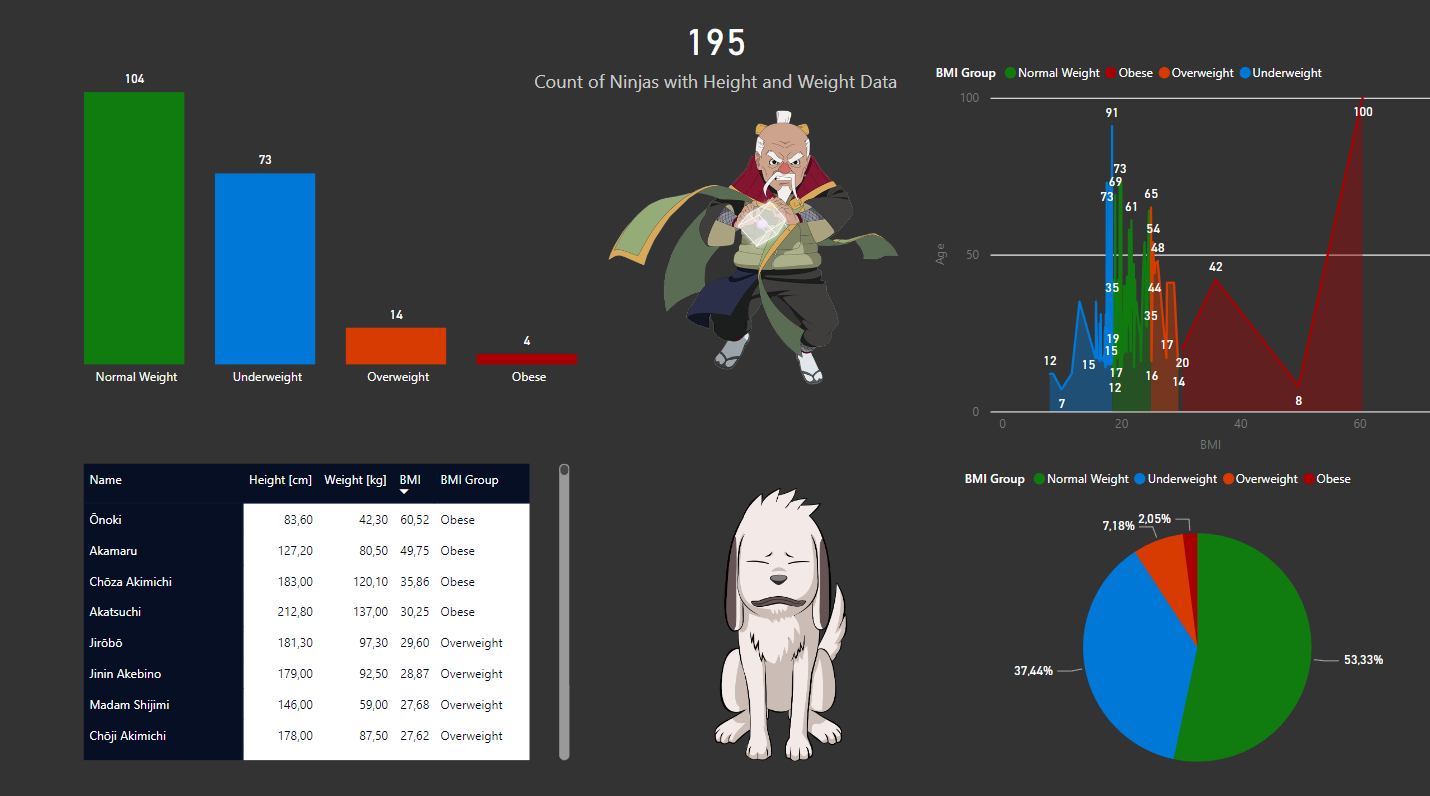 195
Count of Ninjas with Height and Weight Data
104
73
14
4
Normal Weight
Underweight
Overweight
Obese
BMI Group Normal Weight Obese Overweight Underweight
100
50
0
Age
0
20
40
60
BMI
91
100
73
69
73
65
61
54
48
42
35
44
35
19
17
12
15
15
20
17
16
14
7
12
8
Name Height [cm] Weight [kg] BMI BMI Group
Ōnoki 83,60 42,30 60,52 Obese
Akamaru 127,20 80,50 49,75 Obese
Chōza Akimichi 183,00 120,10 35,86 Obese
Akatsuchi 212,80 137,00 30,25 Obese
Jirōbō 181,30 97,30 29,60 Overweight
Jinin Akebino 179,00 92,50 28,87 Overweight
Madam Shijimi 146,00 59,00 27,68 Overweight
Chōji Akimichi 178,00 87,50 27,62 Overweight
BMI Group Normal Weight Underweight Overweight Obese
7,18%
2,05%
37,44%
53,33%